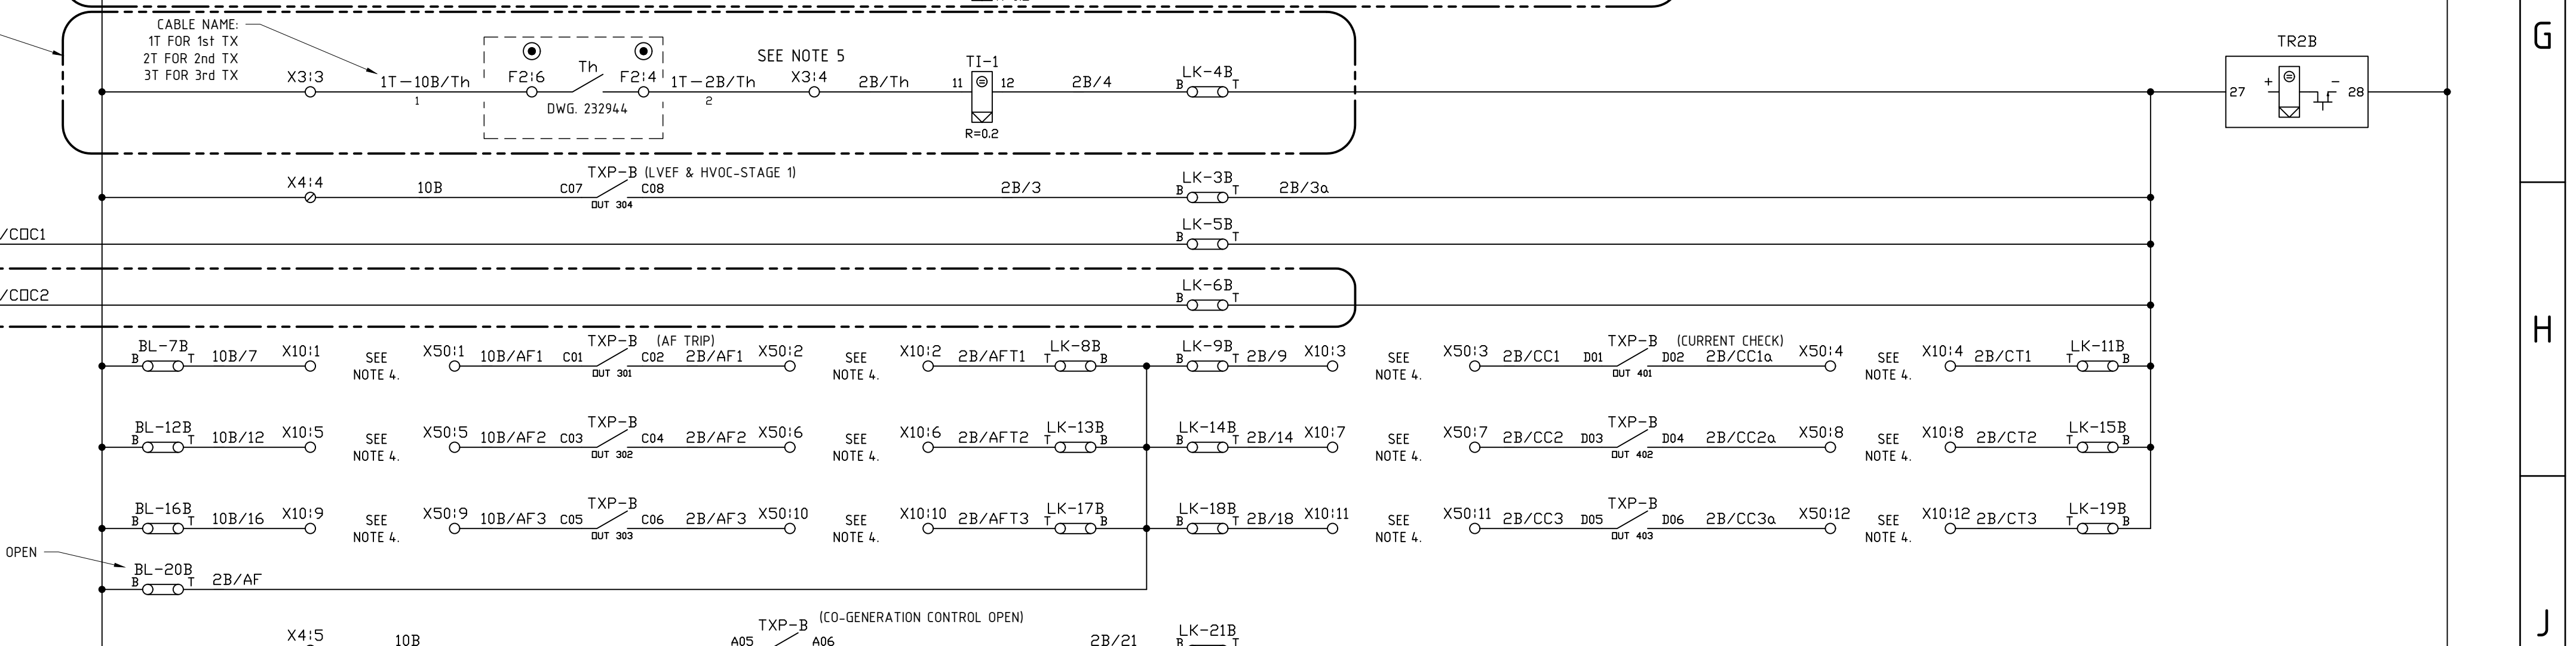 CABLE NAME:
1T FOR 1st TX
2T FOR 2nd TX
3T FOR 3rd TX
X3¦3
1T-10B/Th
1
F2¦6
Th
F2¦4
DWG. 232944
1T-2B/Th
2
SEE NOTE 5
X3¦4
2B/Th
TI-1
11
12
R=0.2
2B/4
LK-4B
B
T
TR2B
27
+
-
28
G
X4¦4
10B
TXP-B (LVEF & HVOC-STAGE 1)
C07
C08
OUT 304
2B/3
LK-3B
B
T
2B/3a
/COC1
LK-5B
B
T
/COC2
LK-6B
B
T
H
BL-7B
B
T
10B/7
X10¦1
SEE
NOTE 4.
X50¦1
10B/AF1
C01
TXP-B (AF TRIP)
C02
OUT 301
2B/AF1
X50¦2
SEE
NOTE 4.
X10¦2
2B/AFT1
LK-8B
T
B
LK-9B
B
T
2B/9
X10¦3
SEE
NOTE 4.
X50¦3
2B/CC1
D01
TXP-B (CURRENT CHECK)
D02
OUT 401
2B/CC1a
X50¦4
SEE
NOTE 4.
X10¦4
2B/CT1
LK-11B
T
B
BL-12B
B
T
10B/12
X10¦5
SEE
NOTE 4.
X50¦5
10B/AF2
C03
TXP-B
C04
OUT 302
2B/AF2
X50¦6
SEE
NOTE 4.
X10¦6
2B/AFT2
LK-13B
T
B
LK-14B
B
T
2B/14
X10¦7
SEE
NOTE 4.
X50¦7
2B/CC2
D03
TXP-B
D04
OUT 402
2B/CC2a
X50¦8
SEE
NOTE 4.
X10¦8
2B/CT2
LK-15B
T
B
BL-16B
B
T
10B/16
X10¦9
SEE
NOTE 4.
X50¦9
10B/AF3
C05
TXP-B
C06
OUT 303
2B/AF3
X50¦10
SEE
NOTE 4.
X10¦10
2B/AFT3
LK-17B
T
B
LK-18B
B
T
2B/18
X10¦11
SEE
NOTE 4.
X50¦11
2B/CC3
D05
TXP-B
D06
OUT 403
2B/CC3a
X50¦12
SEE
NOTE 4.
X10¦12
2B/CT3
LK-19B
T
B
OPEN
BL-20B
B
T
2B/AF
X4¦5
10B
TXP-B (CO-GENERATION CONTROL OPEN)
A05
A06
2B/21
LK-21B
B
T
J